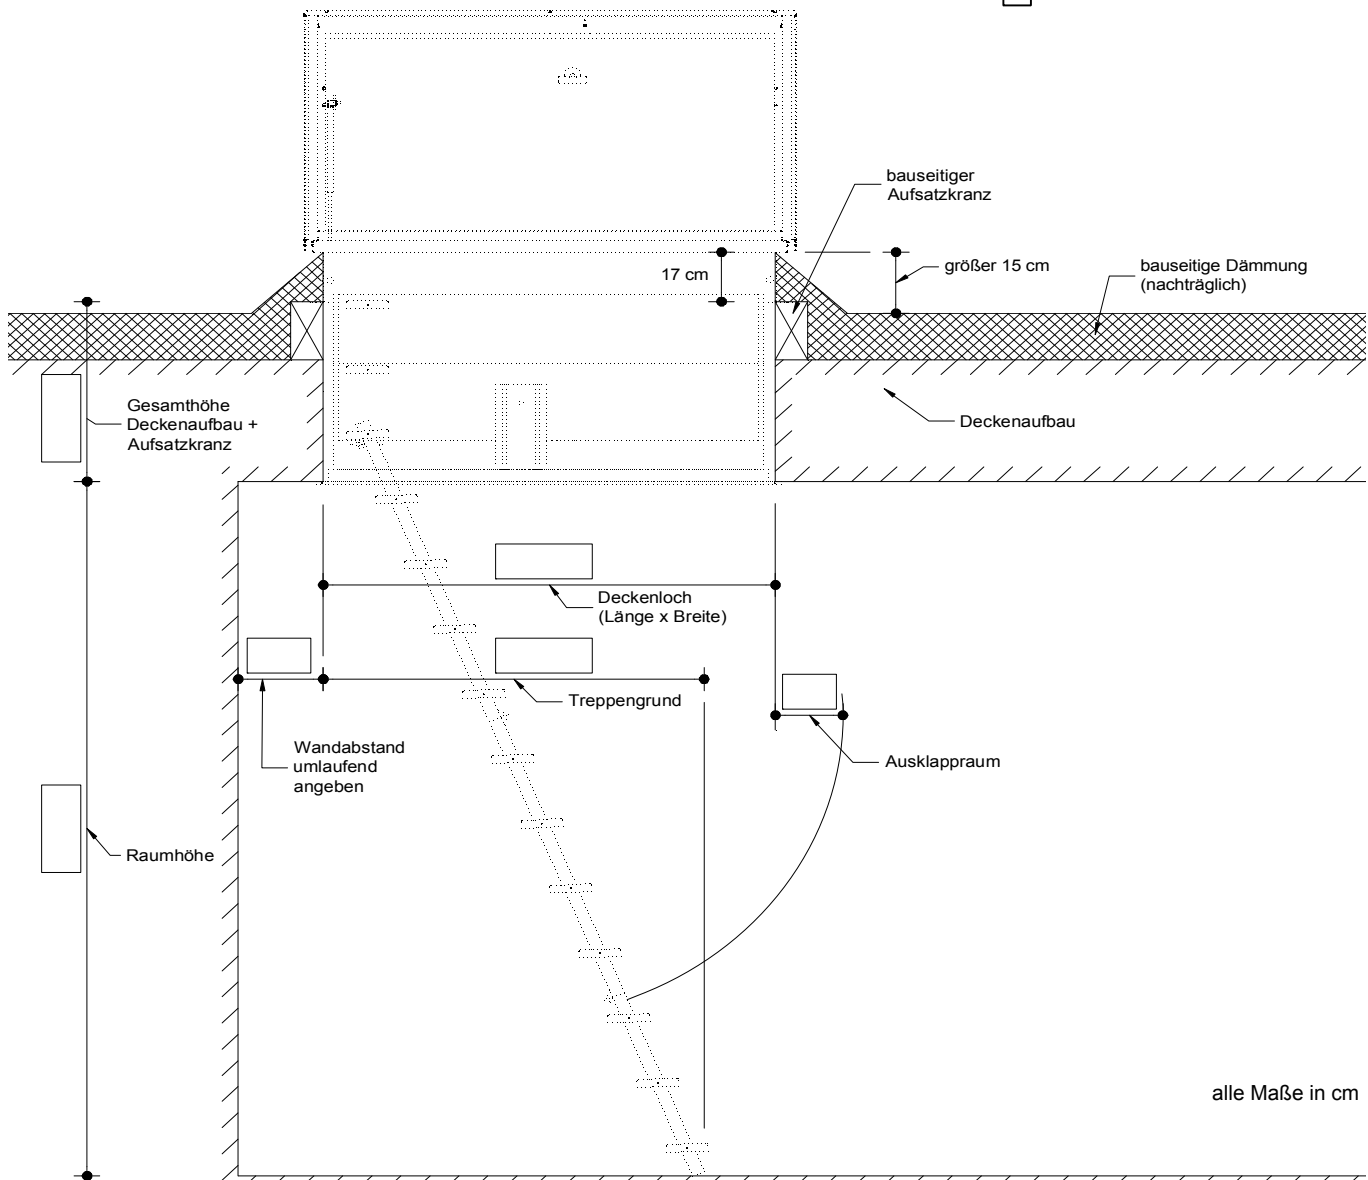 bauseitiger
Aufsatzkranz
17 cm
größer 15 cm
bauseitige Dämmung
(nachträglich)
Gesamthöhe
Deckenaufbau +
Aufsatzkranz
Deckenaufbau
Deckenloch
(Länge x Breite)
Treppengrund
Wandabstand
umlaufend
angeben
Ausklappraum
Raumhöhe
alle Maße in cm